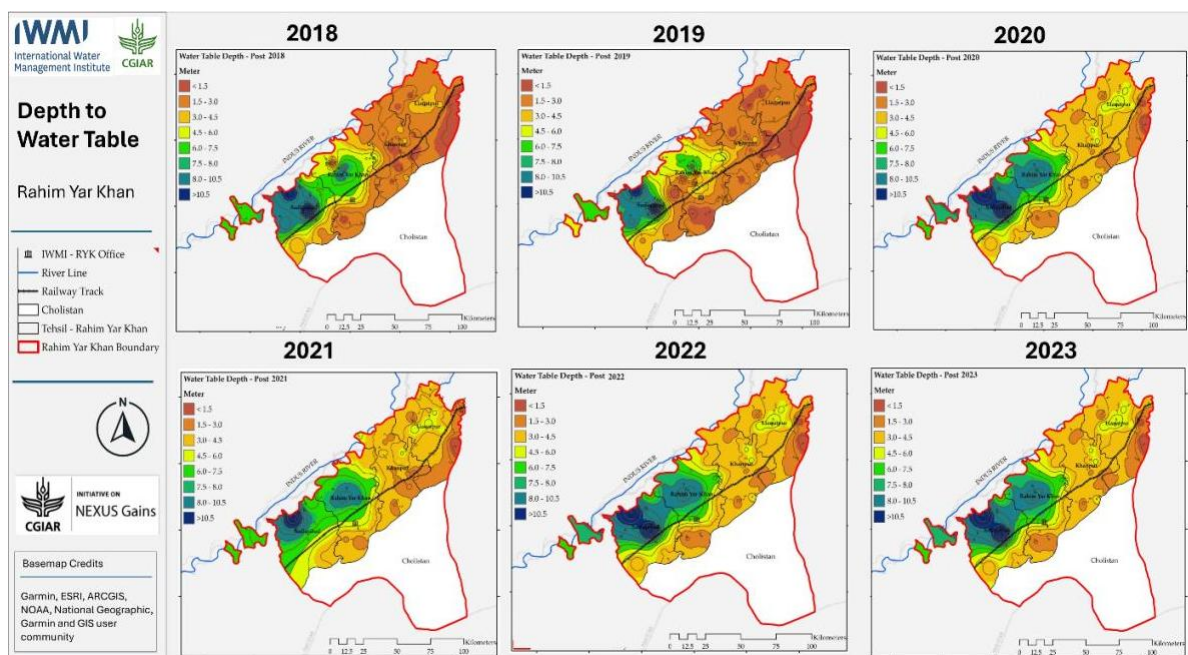 IWMI
International Water
Management Institute
CGIAR
Depth to
Water Table
Rahim Yar Khan
IWMI - RYK Office
River Line
Railway Track
Cholistan
Tehsil - Rahim Yar Khan
Rahim Yar Khan Boundary
N
CGIAR
INITIATIVE ON
NEXUS Gains
Basemap Credits
Garmin, ESRI, ARCGIS,
NOAA, National Geographic,
Garmin and GIS user
community
2018
Water Table Depth - Post 2018
Meter
< 1.5
1.5 - 3.0
3.0 - 4.5
4.5 - 6.0
6.0 - 7.5
7.5 - 8.0
8.0 - 10.5
>10.5
INDUS RIVER
Liaqatpur
Khanpur
Rahim Yar Khan
Cholistan
Kilometers
0 12.5 25 50 75 100
2019
Water Table Depth - Post 2019
Meter
< 1.5
1.5 - 3.0
3.0 - 4.5
4.5 - 6.0
6.0 - 7.5
7.5 - 8.0
8.0 - 10.5
>10.5
INDUS RIVER
Liaqatpur
Khanpur
Rahim Yar Khan
Cholistan
Kilometers
0 12.5 25 50 75 100
2020
Water Table Depth - Post 2020
Meter
< 1.5
1.5 - 3.0
3.0 - 4.5
4.5 - 6.0
6.0 - 7.5
7.5 - 8.0
8.0 - 10.5
>10.5
INDUS RIVER
Liaqatpur
Khanpur
Rahim Yar Khan
Cholistan
Kilometers
0 12.5 25 50 75 100
2021
Water Table Depth - Post 2021
Meter
< 1.5
1.5 - 3.0
3.0 - 4.5
4.5 - 6.0
6.0 - 7.5
7.5 - 8.0
8.0 - 10.5
>10.5
INDUS RIVER
Liaqatpur
Khanpur
Rahim Yar Khan
Cholistan
Kilometers
0 12.5 25 50 75 100
2022
Water Table Depth - Post 2022
Meter
< 1.5
1.5 - 3.0
3.0 - 4.5
4.5 - 6.0
6.0 - 7.5
7.5 - 8.0
8.0 - 10.5
>10.5
INDUS RIVER
Liaqatpur
Khanpur
Rahim Yar Khan
Cholistan
Kilometers
0 12.5 25 50 75 100
2023
Water Table Depth - Post 2023
Meter
< 1.5
1.5 - 3.0
3.0 - 4.5
4.5 - 6.0
6.0 - 7.5
7.5 - 8.0
8.0 - 10.5
>10.5
INDUS RIVER
Liaqatpur
Khanpur
Rahim Yar Khan
Cholistan
Kilometers
0 12.5 25 50 75 100